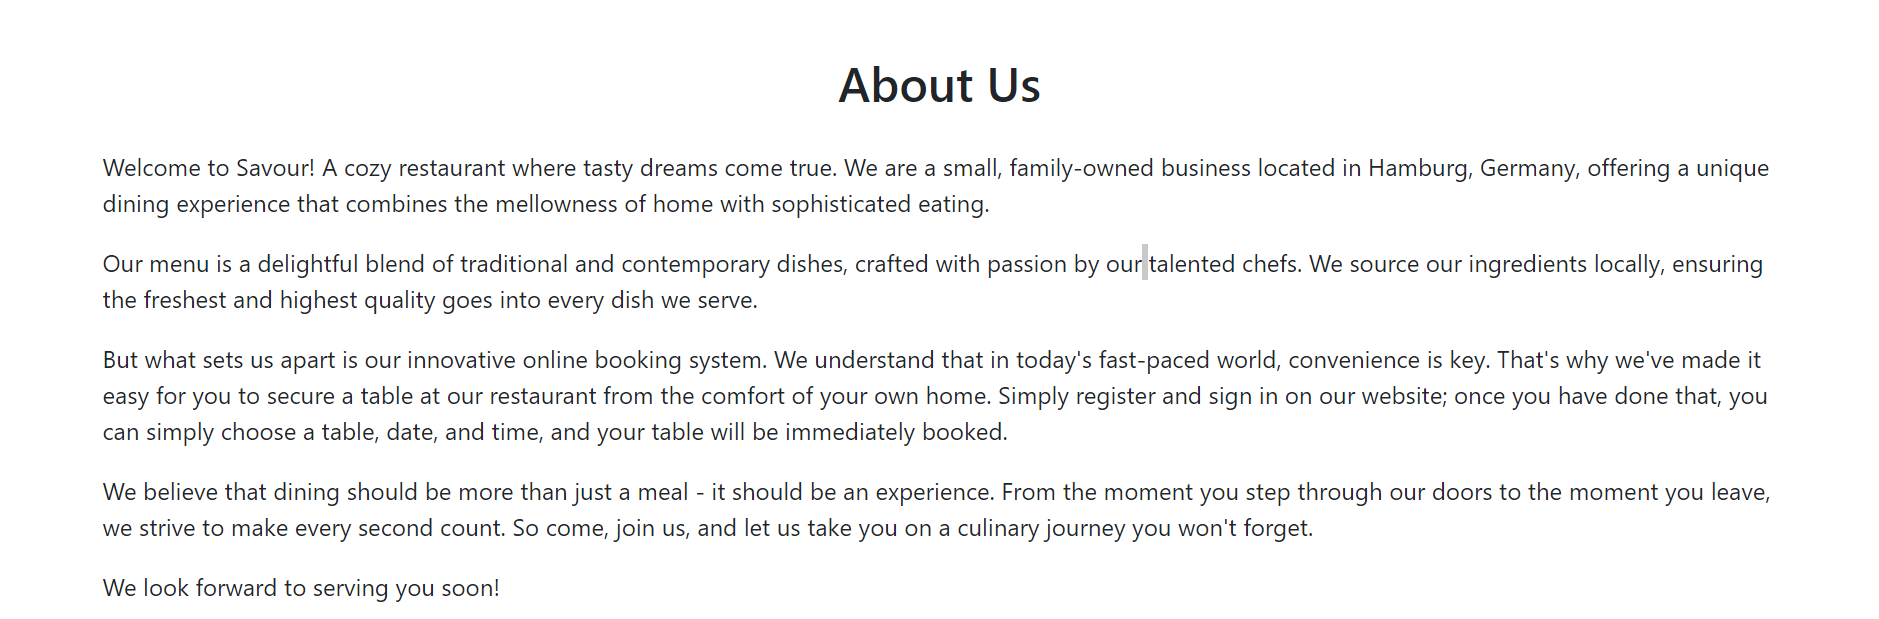 About Us
Welcome to Savour! A cozy restaurant where tasty dreams come true. We are a small, family-owned business located in Hamburg, Germany, offering a unique
dining experience that combines the mellowness of home with sophisticated eating.
Our menu is a delightful blend of traditional and contemporary dishes, crafted with passion by our talented chefs. We source our ingredients locally, ensuring
the freshest and highest quality goes into every dish we serve.
But what sets us apart is our innovative online booking system. We understand that in today's fast-paced world, convenience is key. That's why we've made it
easy for you to secure a table at our restaurant from the comfort of your own home. Simply register and sign in on our website; once you have done that, you
can simply choose a table, date, and time, and your table will be immediately booked.
We believe that dining should be more than just a meal - it should be an experience. From the moment you step through our doors to the moment you leave,
we strive to make every second count. So come, join us, and let us take you on a culinary journey you won't forget.
We look forward to serving you soon!